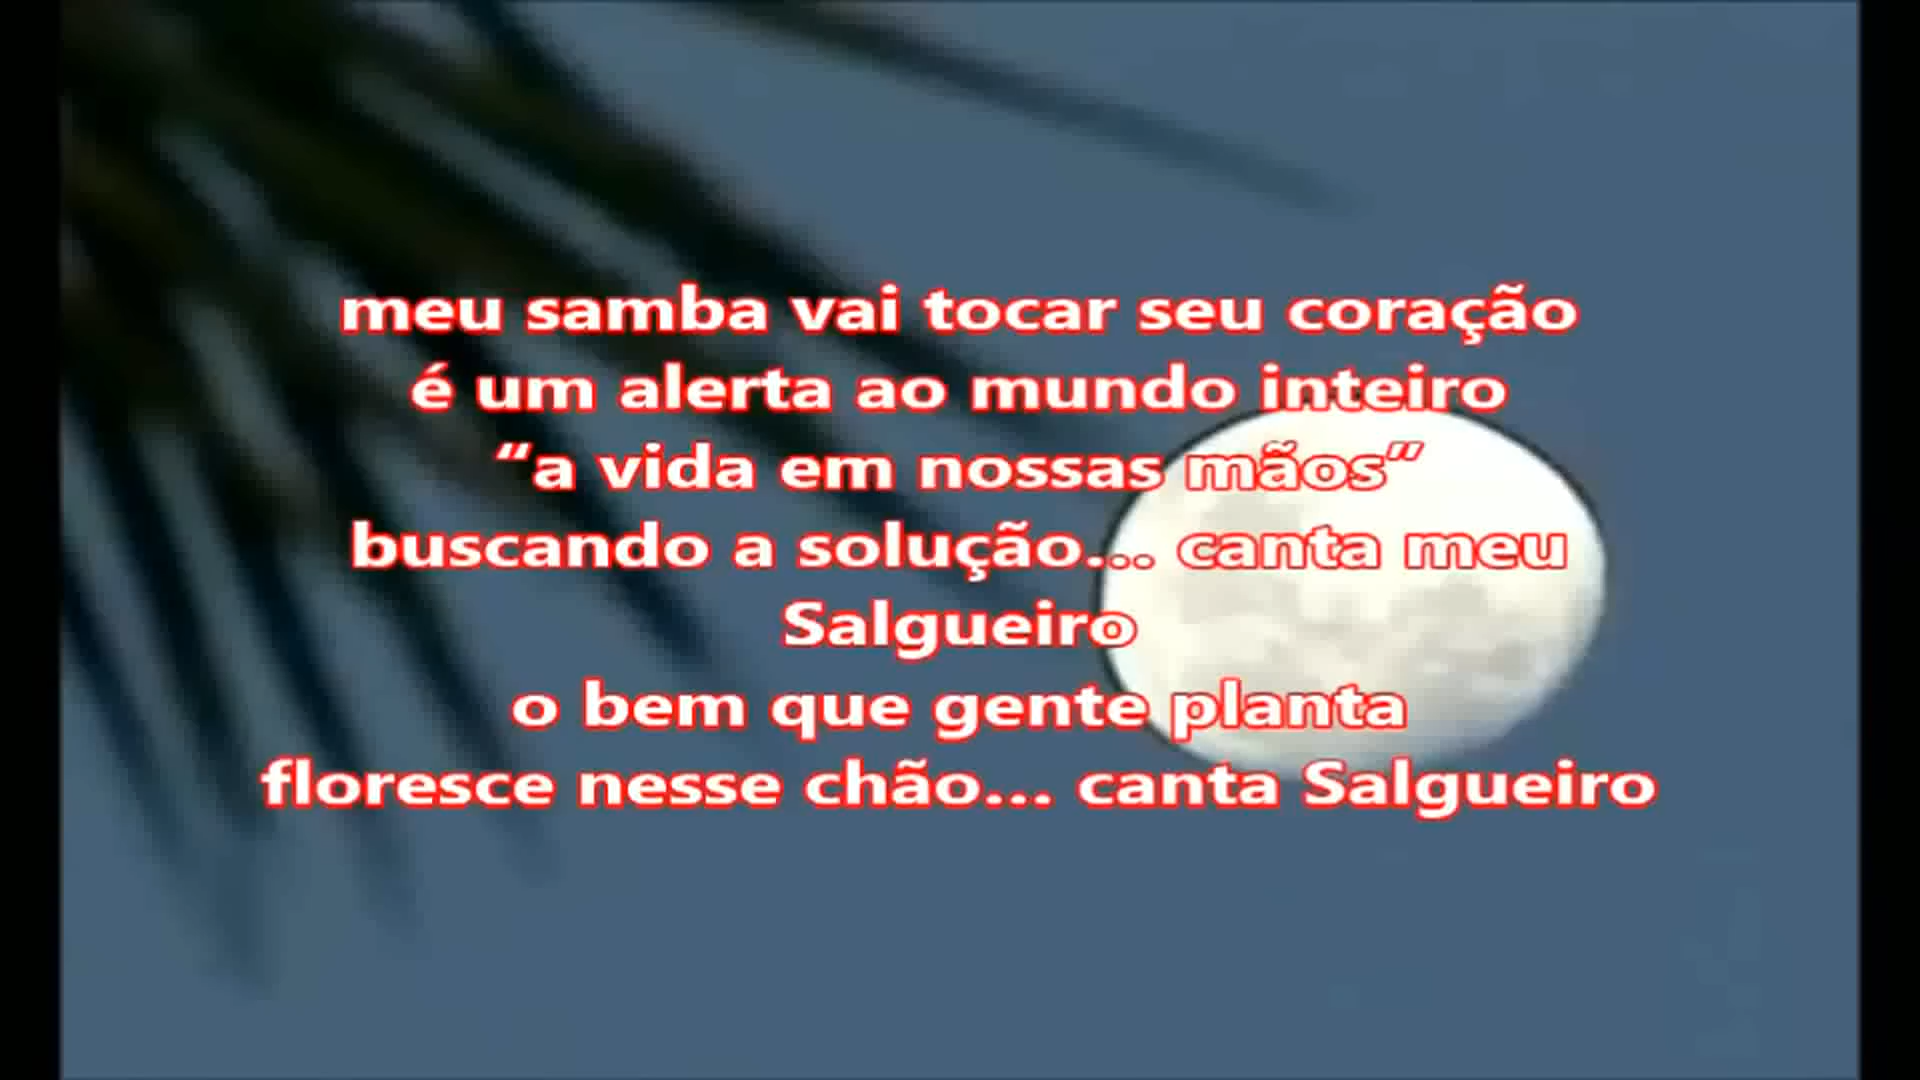 meu samba vai tocar seu coração
é um alerta ao mundo inteiro
“a vida em nossas mãos”
buscando a solução... canta meu
Salgueiro
o bem que gente planta
floresce nesse chão... canta Salgueiro